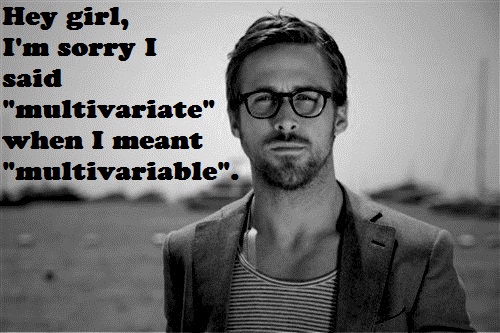 Hey girl,
I'm sorry I
said
"multivariate"
when I meant
"multivariable".